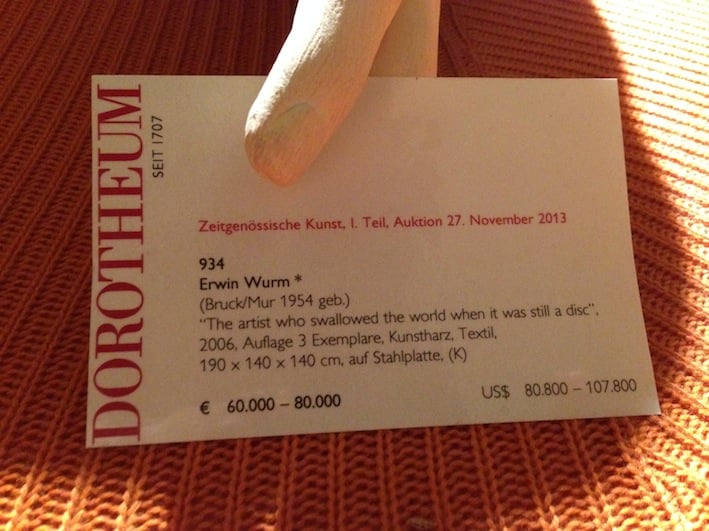 DOROTHEUM
SEIT 1707
Zeitgenössische Kunst, I. Teil, Auktion 27. November 2013
934
Erwin Wurm *
(Bruck/Mur 1954 geb.)
“The artist who swallowed the world when it was still a disc”,
2006, Auflage 3 Exemplare, Kunstharz, Textil,
190 x 140 x 140 cm, auf Stahlplatte, (K)
€ 60.000 – 80.000
US$ 80.800 – 107.800